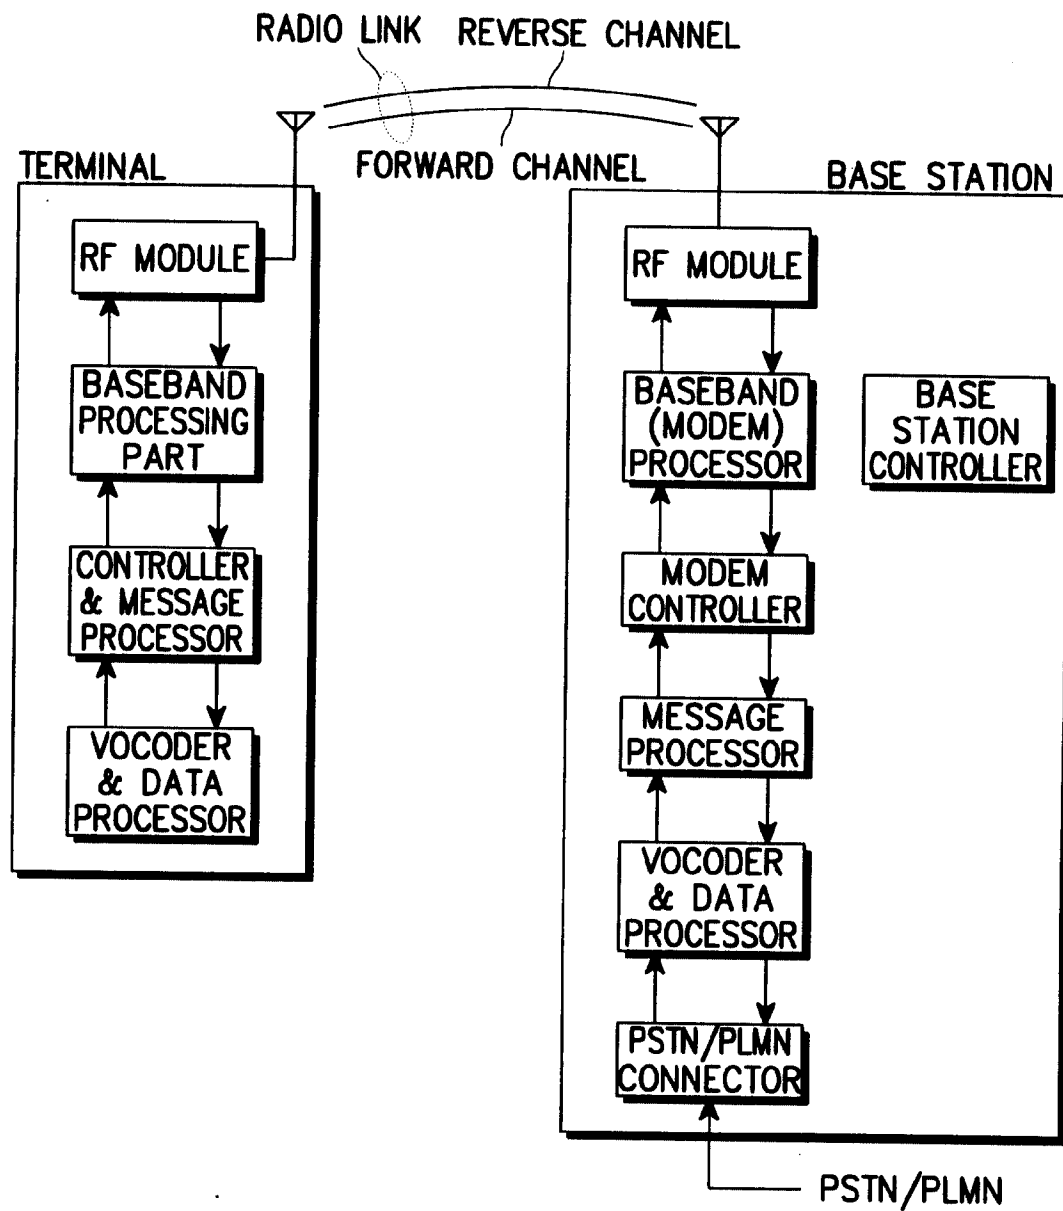 RADIO LINK
REVERSE CHANNEL
FORWARD CHANNEL
TERMINAL
RF MODULE
BASEBAND
PROCESSING
PART
CONTROLLER
& MESSAGE
PROCESSOR
VOCODER
& DATA
PROCESSOR
BASE STATION
RF MODULE
BASEBAND
(MODEM)
PROCESSOR
BASE
STATION
CONTROLLER
MODEM
CONTROLLER
MESSAGE
PROCESSOR
VOCODER
& DATA
PROCESSOR
PSTN/PLMN
CONNECTOR
PSTN/PLMN